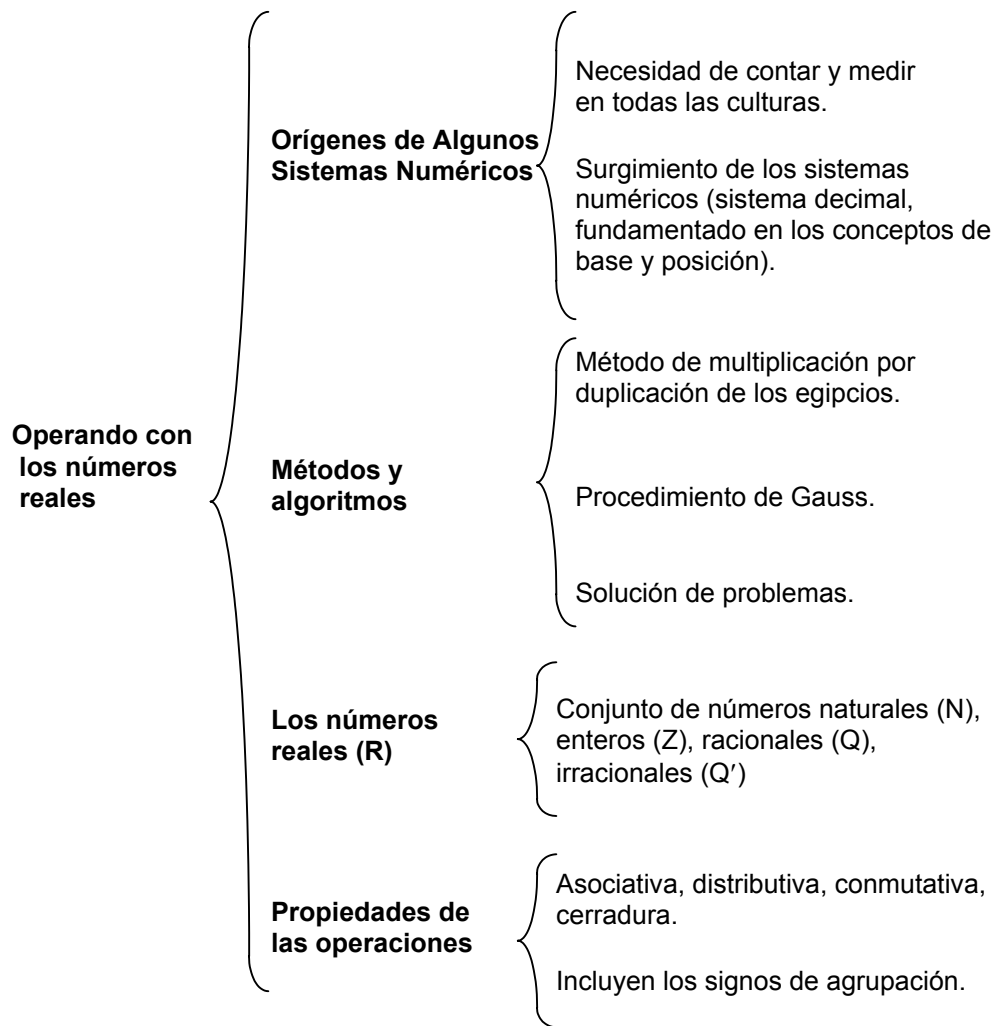 Operando con
los números
reales
Orígenes de Algunos
Sistemas Numéricos
Necesidad de contar y medir
en todas las culturas.
Surgimiento de los sistemas
numéricos (sistema decimal,
fundamentado en los conceptos de
base y posición).
Métodos y
algoritmos
Método de multiplicación por
duplicación de los egipcios.
Procedimiento de Gauss.
Solución de problemas.
Los números
reales (R)
Conjunto de números naturales (N),
enteros (Z), racionales (Q),
irracionales (Q′)
Propiedades de
las operaciones
Asociativa, distributiva, conmutativa,
cerradura.
Incluyen los signos de agrupación.